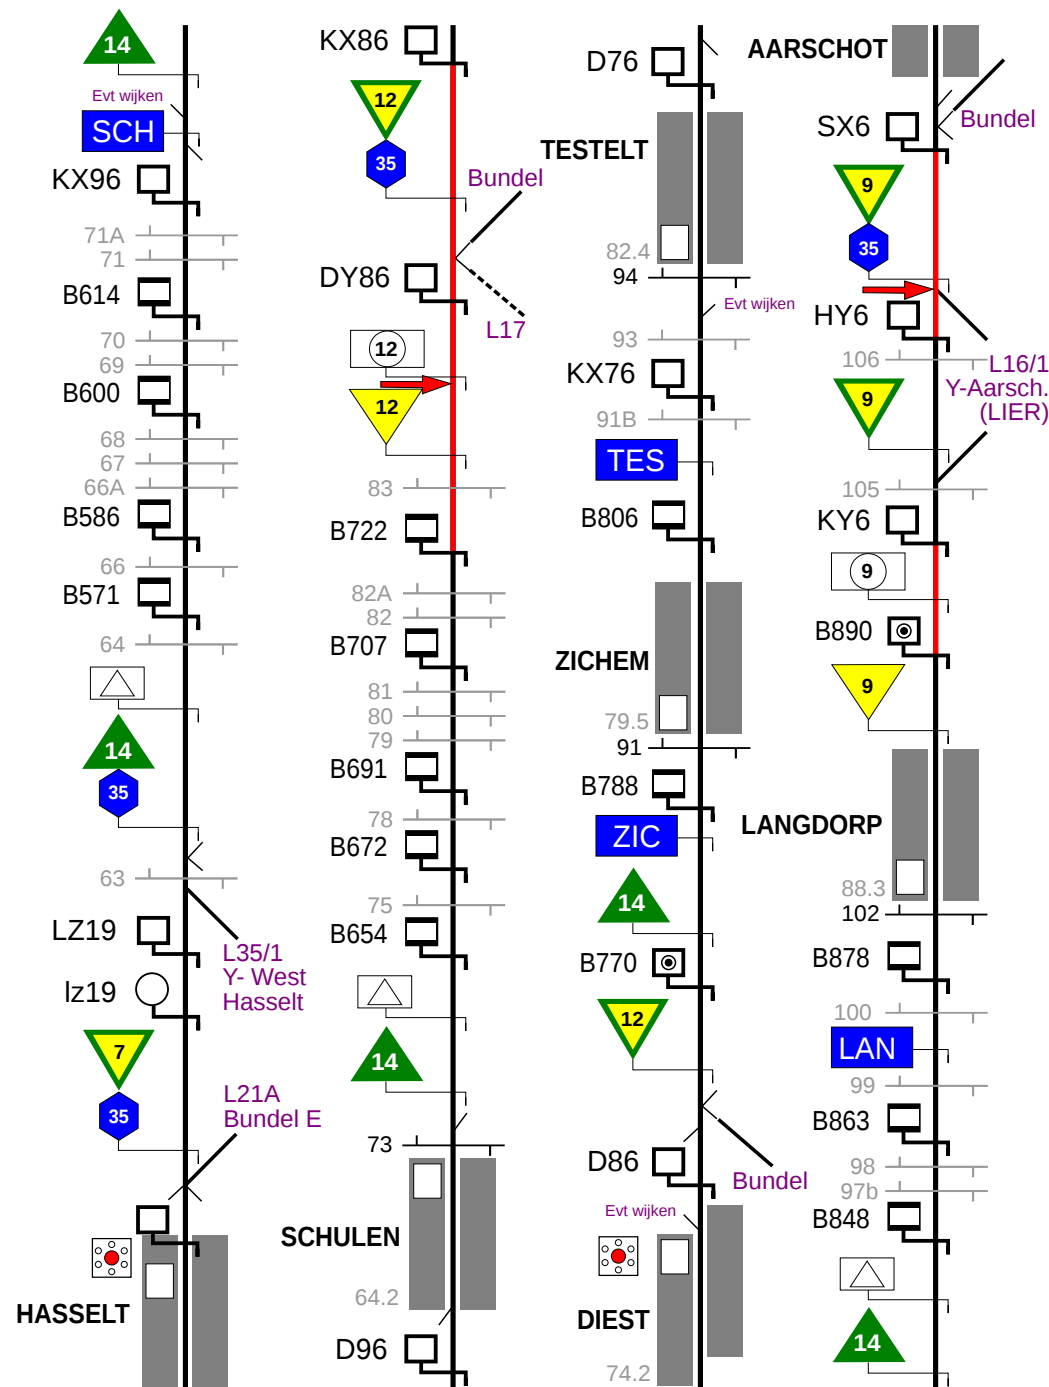 14
Evt wijken
SCH
KX96
71A
71
B614
70
69
B600
68
67
66A
B586
66
B571
64
14
35
63
LZ19
L35/1
Y- West
Hasselt
lz19
7
35
L21A
Bundel E
HASSELT
KX86
12
35
Bundel
DY86
L17
12
12
83
B722
82A
82
B707
81
80
79
B691
78
B672
75
B654
14
73
SCHULEN
64.2
D96
D76
TESTELT
82.4
94
Evt wijken
93
KX76
91B
TES
B806
ZICHEM
79.5
91
B788
ZIC
14
B770
12
D86
Bundel
Evt wijken
DIEST
74.2
AARSCHOT
SX6
Bundel
9
35
HY6
106
L16/1
Y-Aarsch.
(LIER)
9
105
KY6
9
B890
9
LANGDORP
88.3
102
B878
100
LAN
99
B863
98
97b
B848
14